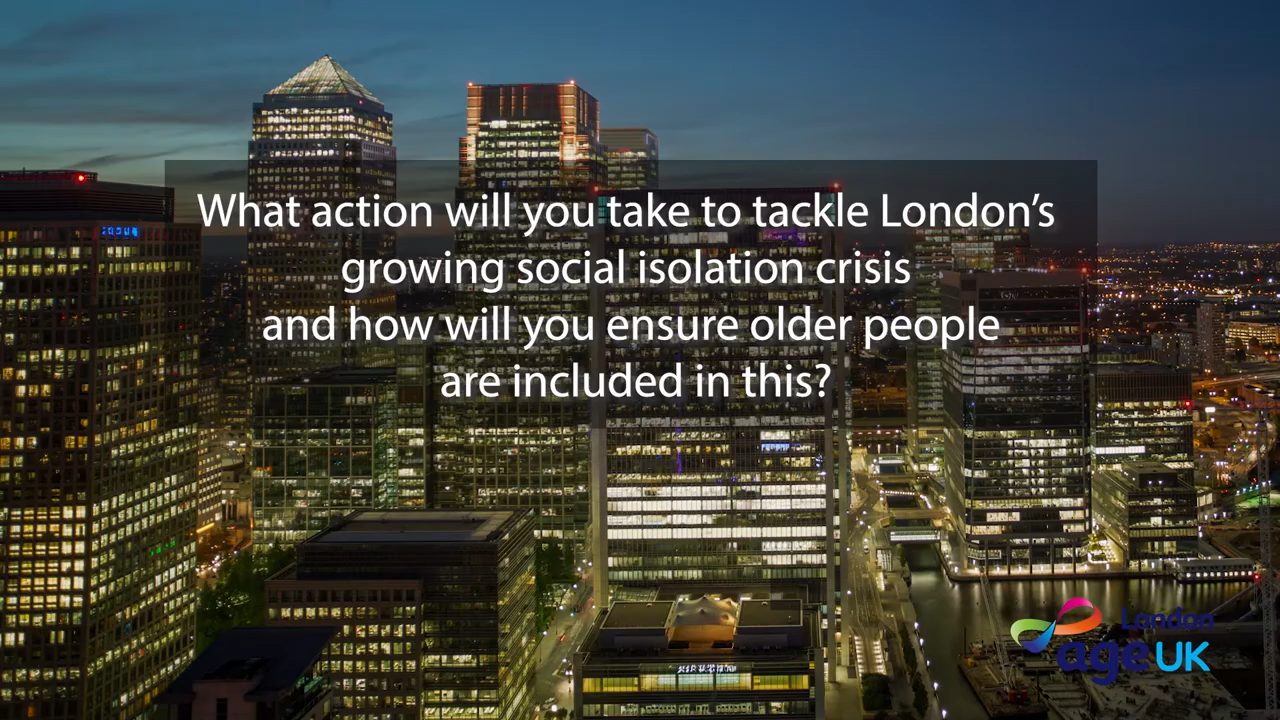 What action will you take to tackle London’s
growing social isolation crisis
and how will you ensure older people
are included in this?
London
age UK